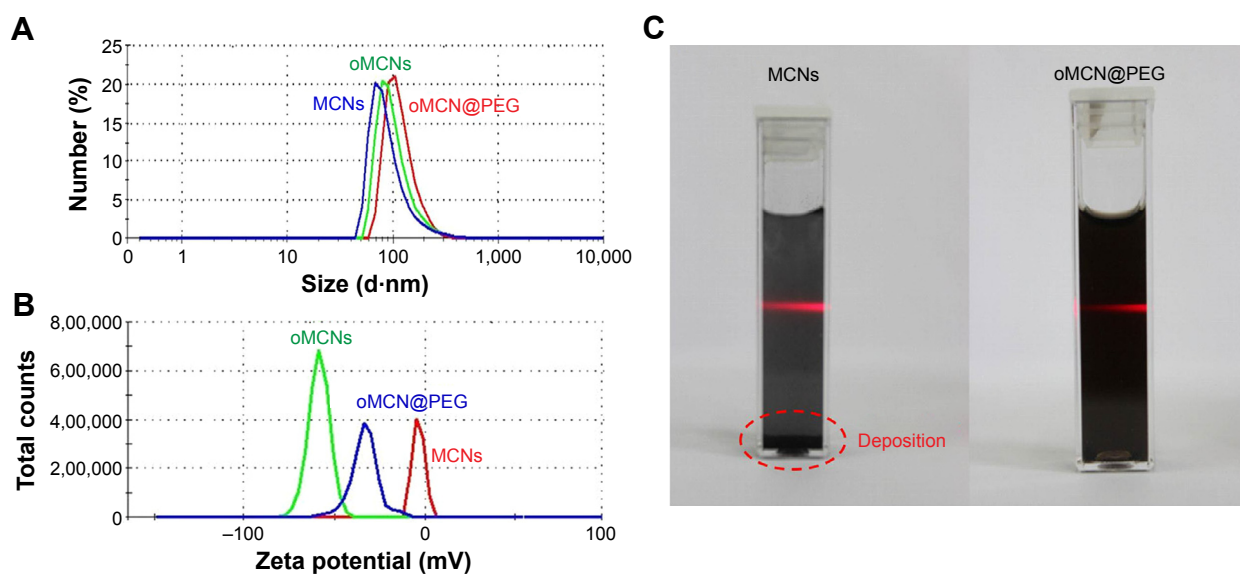 A
25
20
15
10
5
0
Number (%)
oMCNs
MCNs
oMCN@PEG
0 1 10 100 1,000 10,000
Size (d·nm)
B
8,00,000
6,00,000
4,00,000
2,00,000
0
Total counts
oMCNs
oMCN@PEG
MCNs
–100 0 100
Zeta potential (mV)
C
MCNs
oMCN@PEG
Deposition